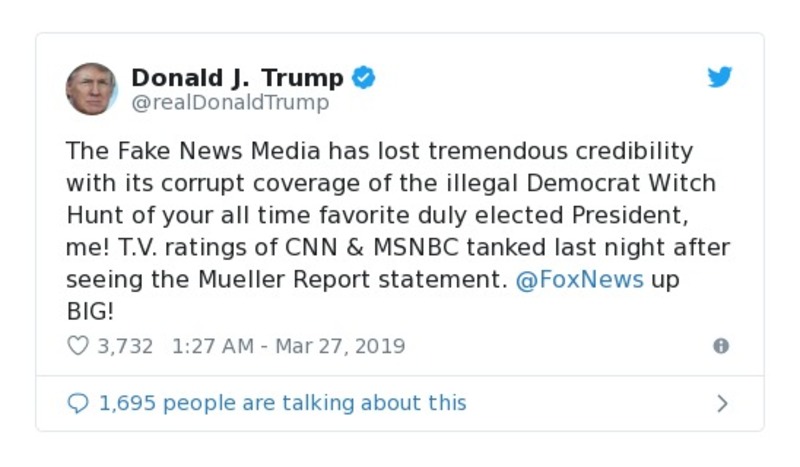 Donald J. Trump
@realDonaldTrump
The Fake News Media has lost tremendous credibility
with its corrupt coverage of the illegal Democrat Witch
Hunt of your all time favorite duly elected President,
me! T.V. ratings of CNN & MSNBC tanked last night after
seeing the Mueller Report statement. @FoxNews up
BIG!
3,732 1:27 AM - Mar 27, 2019
1,695 people are talking about this